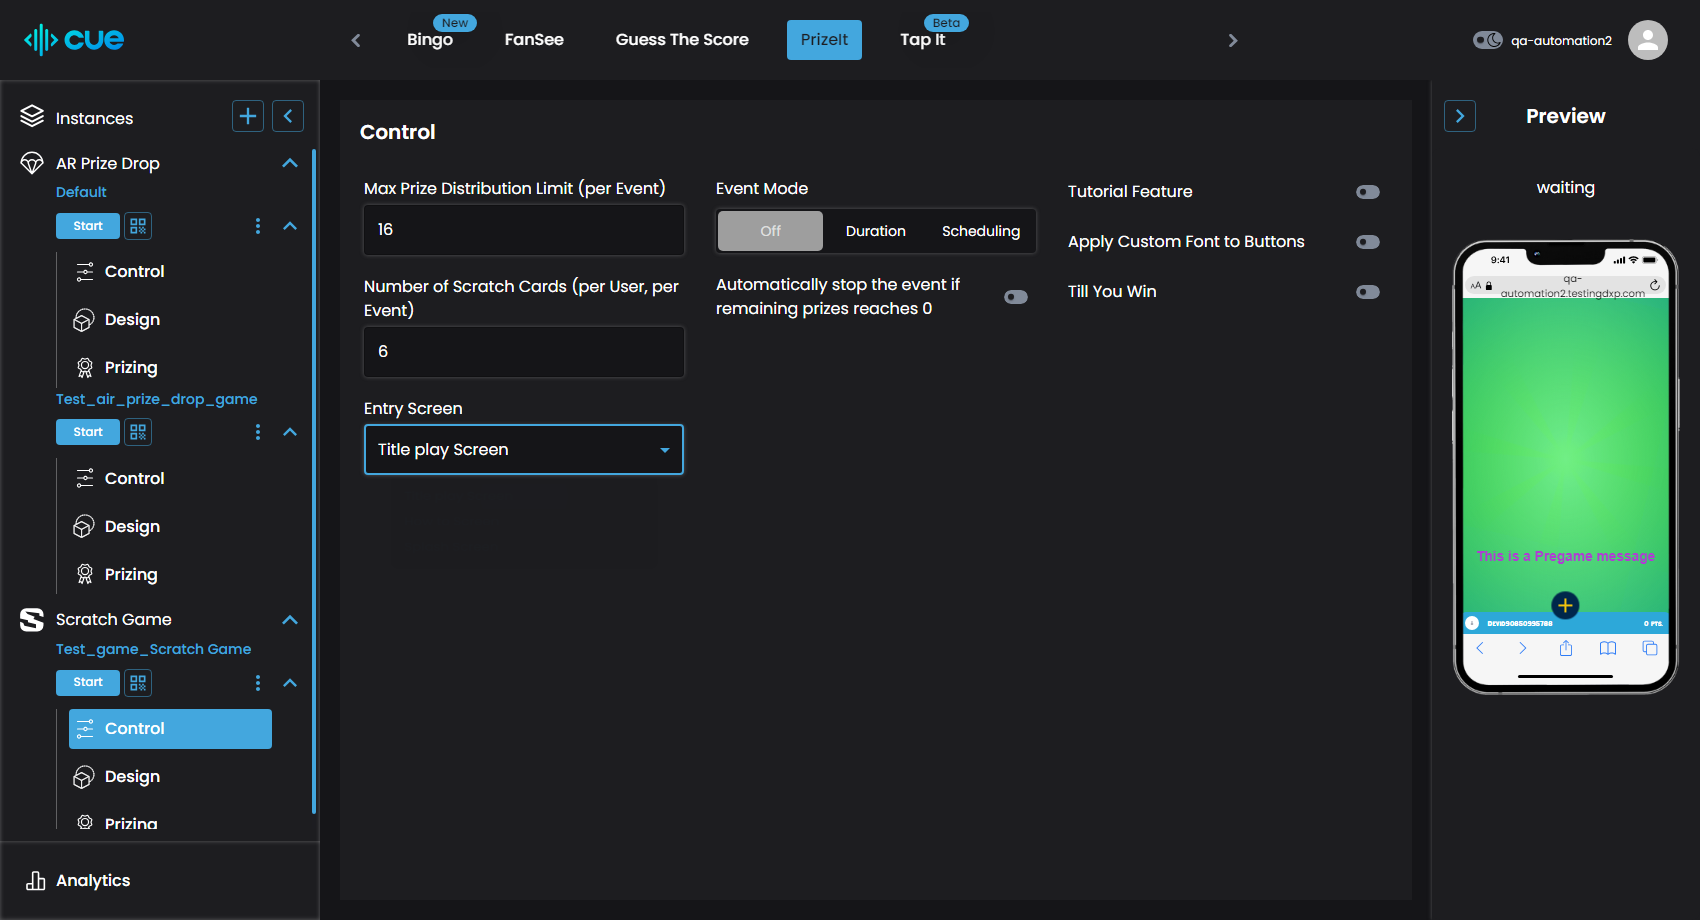 cue
New
Bingo
FanSee
Guess The Score
PrizeIt
Beta
Tap It
qa-automation2
Instances
AR Prize Drop
Default
Start
Control
Design
Prizing
Test_air_prize_drop_game
Start
Control
Design
Prizing
Scratch Game
Test_game_Scratch Game
Start
Control
Design
Prizing
Analytics
Control
Max Prize Distribution Limit (per Event)
16
Number of Scratch Cards (per User, per
Event)
6
Entry Screen
Title play Screen
Event Mode
Off
Duration
Scheduling
Automatically stop the event if
remaining prizes reaches 0
Tutorial Feature
Apply Custom Font to Buttons
Till You Win
Preview
waiting
9:41
AA
qa-
automation2.testingdxp.com
This is a Pregame message
0 PTS.